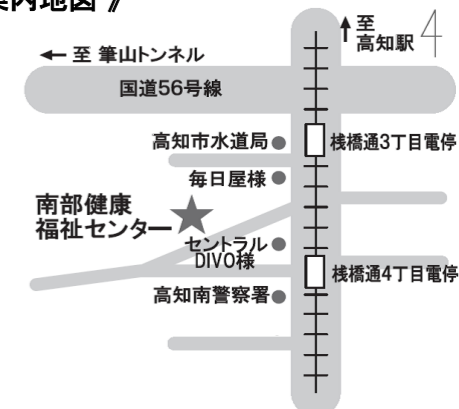 案内地図》
至
高知駅
← 至 筆山トンネル
国道56号線
高知市水道局
桟橋通3丁目電停
毎日屋様
南部健康
福祉センター
セントラル
DIVO様
桟橋通4丁目電停
高知南警察署